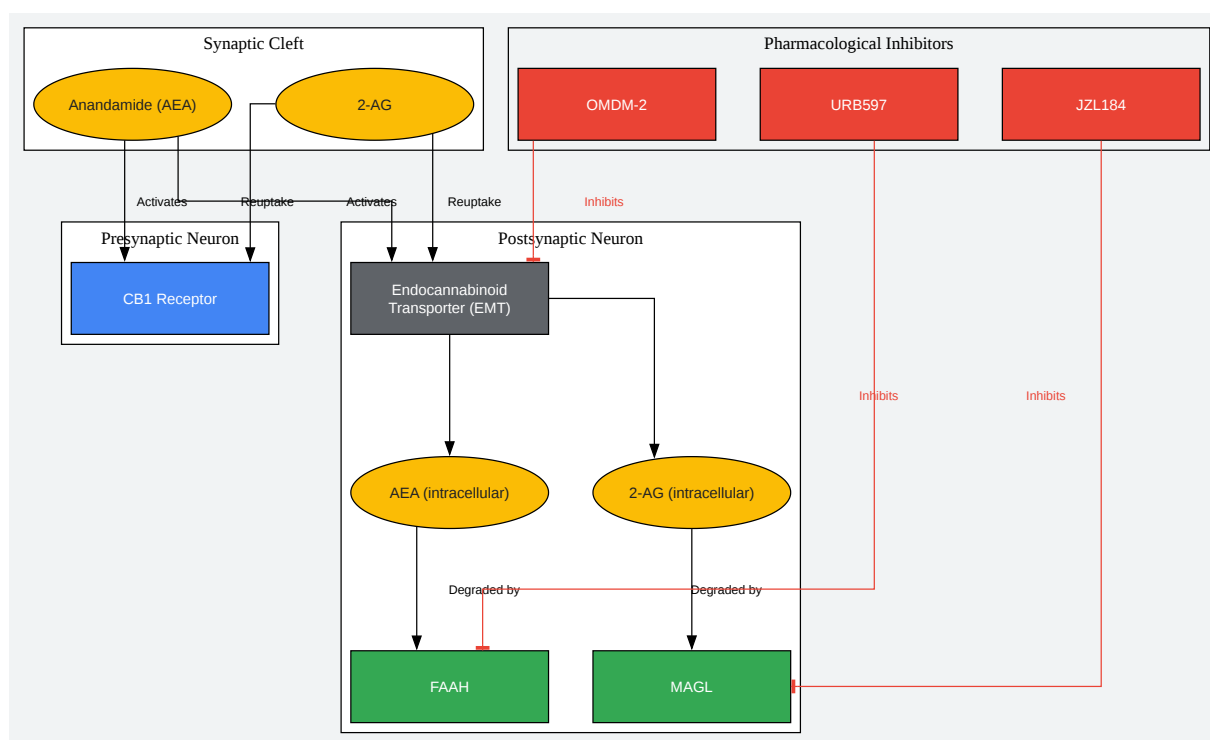 Synaptic Cleft
Pharmacological Inhibitors
Anandamide (AEA)
2-AG
OMDM-2
URB597
JZL184
Activates
Reuptake
Activates
Reuptake
Inhibits
Presynaptic Neuron
Postsynaptic Neuron
CB1 Receptor
Endocannabinoid
Transporter (EMT)
Inhibits
Inhibits
AEA (intracellular)
2-AG (intracellular)
Degraded by
Degraded by
FAAH
MAGL